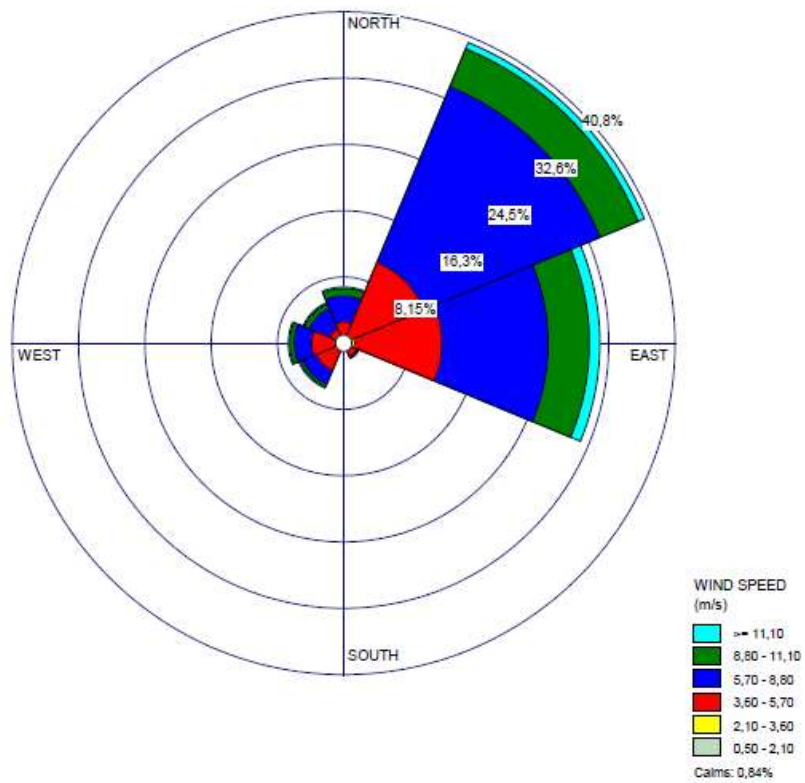 NORTH
40,8%
32,6%
24,5%
16,3%
8,15%
WEST
EAST
SOUTH
WIND SPEED
(m/s)
>= 11,10
8,80 - 11,10
5,70 - 8,80
3,60 - 5,70
2,10 - 3,60
0,50 - 2,10
Calms: 0,84%